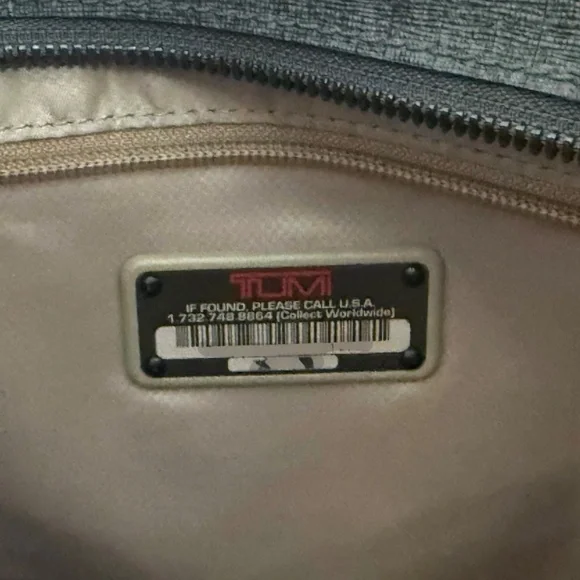 TUMI
IF FOUND, PLEASE CALL U.S.A.
1.732.748.8864 (Collect Worldwide)